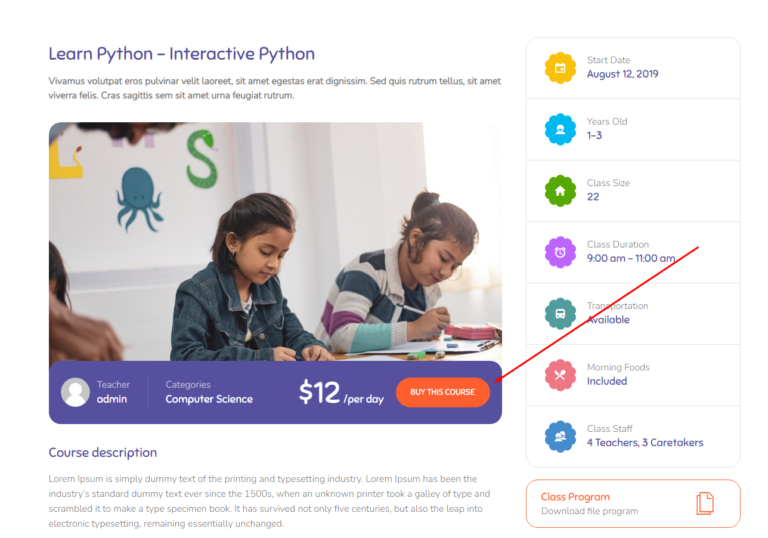 Learn Python – Interactive Python
Vivamus volutpat eros pulvinar velit laoreet, sit amet egestas erat dignissim. Sed quis rutrum tellus, sit amet
viverra felis. Cras sagittis sem sit amet urna feugiat rutrum.
S
Teacher
admin
Categories
Computer Science
$12 /per day
BUY THIS COURSE
Course description
Lorem Ipsum is simply dummy text of the printing and typesetting industry. Lorem Ipsum has been the
industry's standard dummy text ever since the 1500s, when an unknown printer took a galley of type and
scrambled it to make a type specimen book. It has survived not only five centuries, but also the leap into
electronic typesetting, remaining essentially unchanged.
Start Date
August 12, 2019
Years Old
1-3
Class Size
22
Class Duration
9:00 am – 11:00 am
Transportation
Available
Morning Foods
Included
Class Staff
4 Teachers, 3 Caretakers
Class Program
Download file program